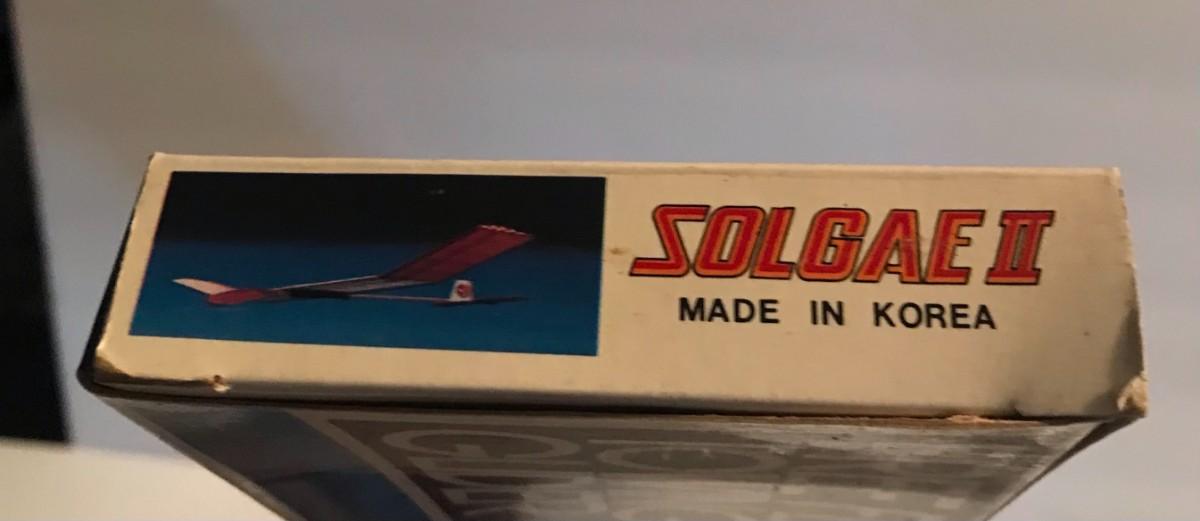 SOLGAE II
MADE IN KOREA